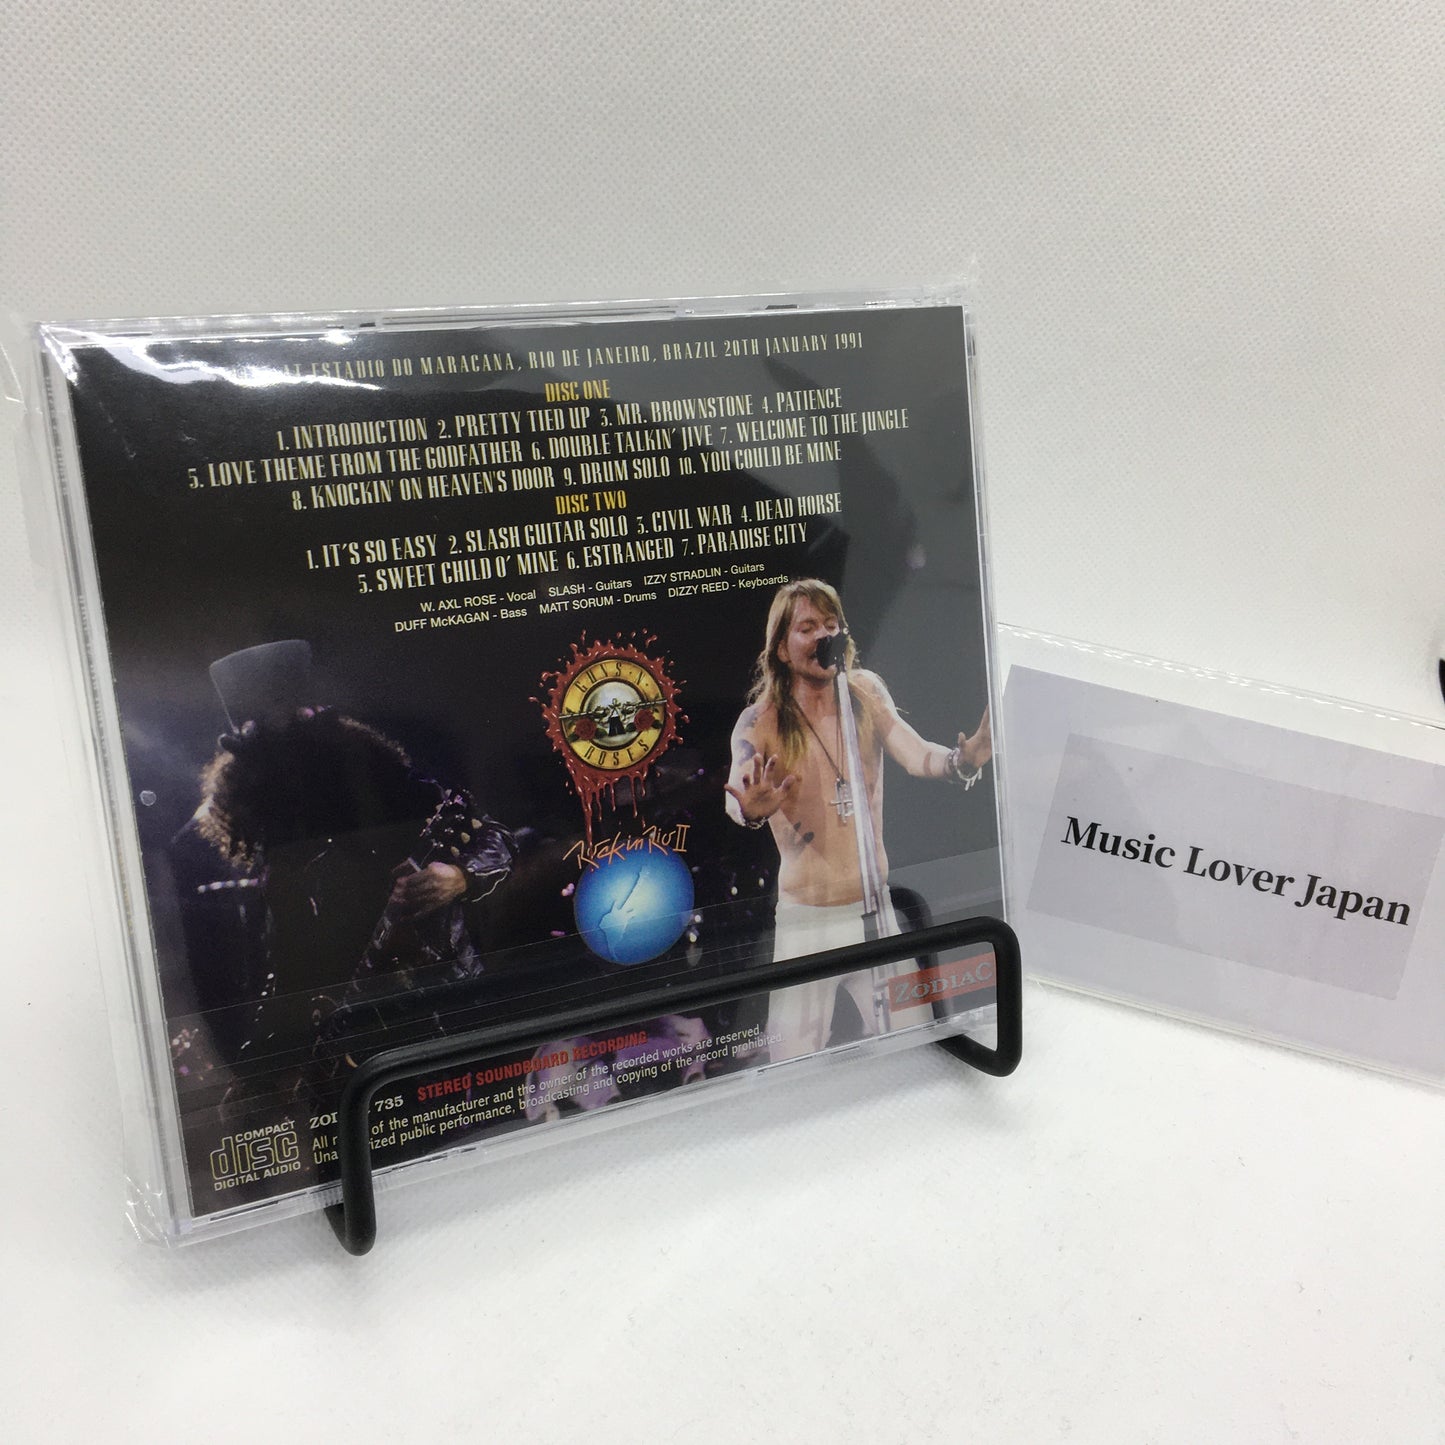 AT ESTADIO DO MARACANA, RIO DE JANEIRO, BRAZIL 20TH JANUARY 1991
DISC ONE
1. INTRODUCTION 2. PRETTY TIED UP 3. MR. BROWNSTONE 4. PATIENCE
5. LOVE THEME FROM THE GODFATHER 6. DOUBLE TALKIN' JIVE 7. WELCOME TO THE JUNGLE
8. KNOCKIN' ON HEAVEN'S DOOR 9. DRUM SOLO 10. YOU COULD BE MINE
DISC TWO
1. IT'S SO EASY 2. SLASH GUITAR SOLO 3. CIVIL WAR 4. DEAD HORSE
5. SWEET CHILD O' MINE 6. ESTRANGED 7. PARADISE CITY
W. AXL ROSE - Vocal SLASH - Guitars IZZY STRADLIN - Guitars
DUFF McKAGAN - Bass MATT SORUM - Drums DIZZY REED - Keyboards
GUNS N'
ROSES
Rock in Rio II
ZODIAC
735 STEREO SOUNDBOARD RECORDING
All of the manufacturer and the owner of the recorded works are reserved.
public performance, broadcasting and copying of the record prohibited.
COMPACT
disc
DIGITAL AUDIO
Music Lover Japan